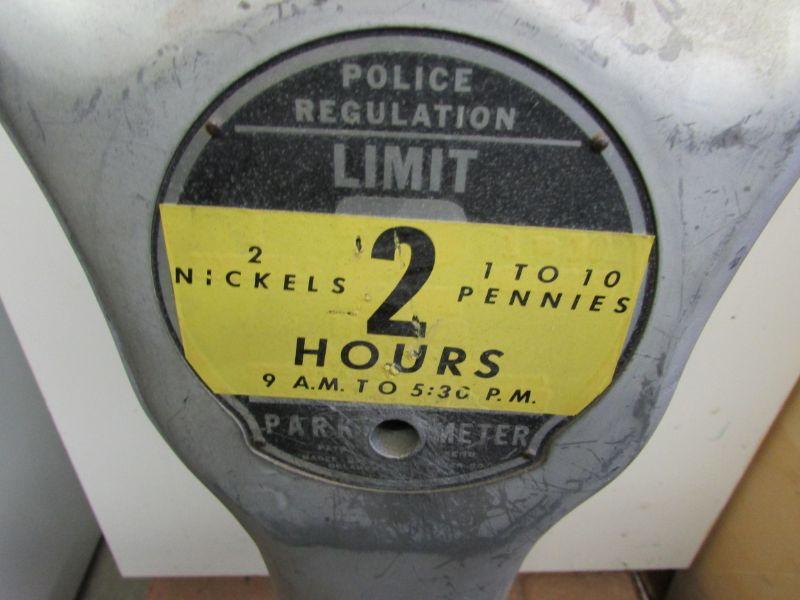 POLICE
REGULATION
LIMIT
2
NICKELS
2
1 TO 10
PENNIES
HOURS
9 A.M. TO 5:30 P.M.
PARK METER